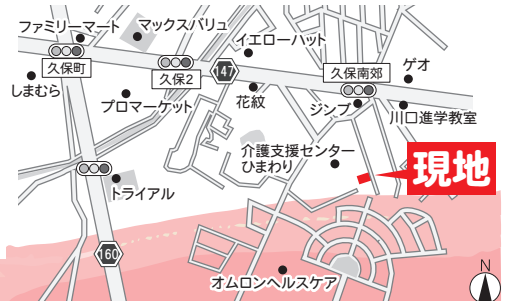 ファミリーマート
マックスバリュ
イエローハット
久保町
久保2
147
久保南郊
ゲオ
しまむら
プロマーケット
花紋
ジンブ
川口進学教室
介護支援センター
ひまわり
現地
トライアル
160
オムロンヘルスケア
N